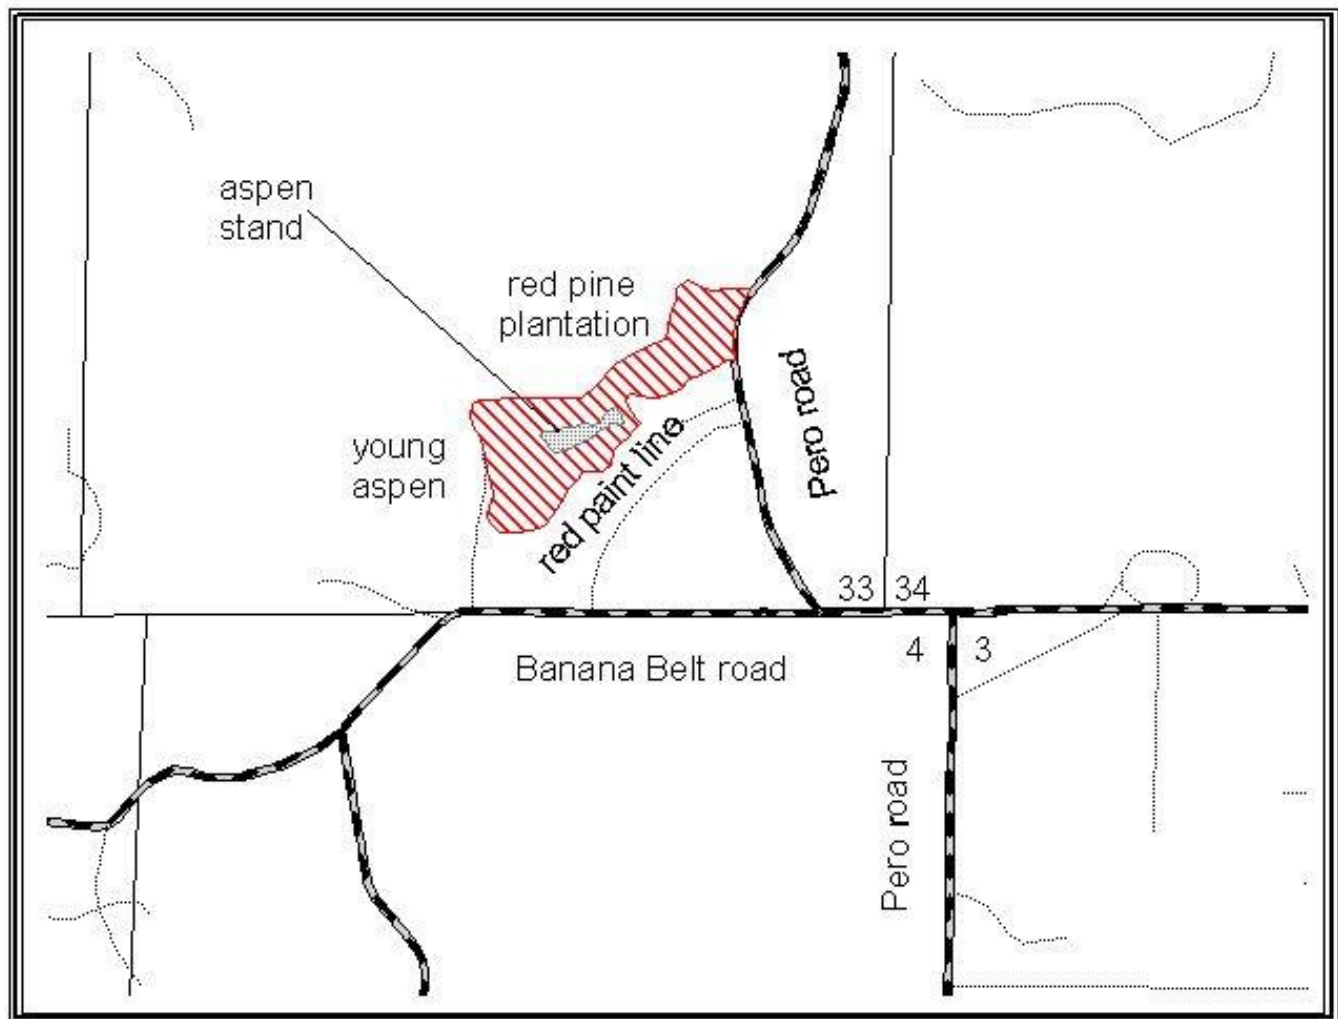 aspen
stand
red pine
plantation
young
aspen
red paint line
Pero road
33 34
4 3
Banana Belt road
Pero road